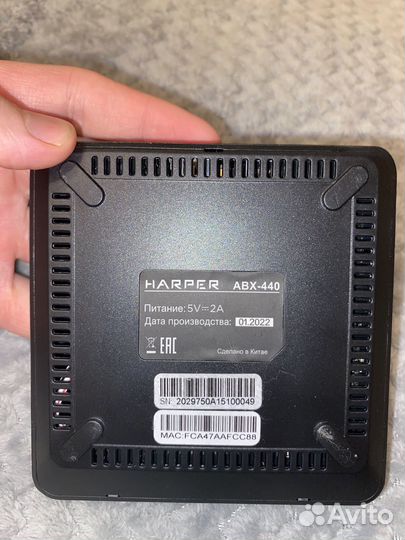 HARPER ABX-440
Питание: 5V⎓2A
Дата производства: 01.2022
EAC
Сделано в Китае
SN: 2029750A15100049
MAC:FCA47AAFCC88
Avito